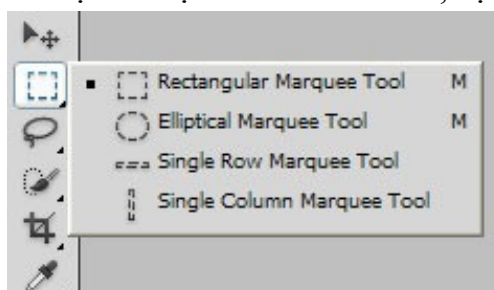 Rectangular Marquee Tool M
Elliptical Marquee Tool M
Single Row Marquee Tool
Single Column Marquee Tool